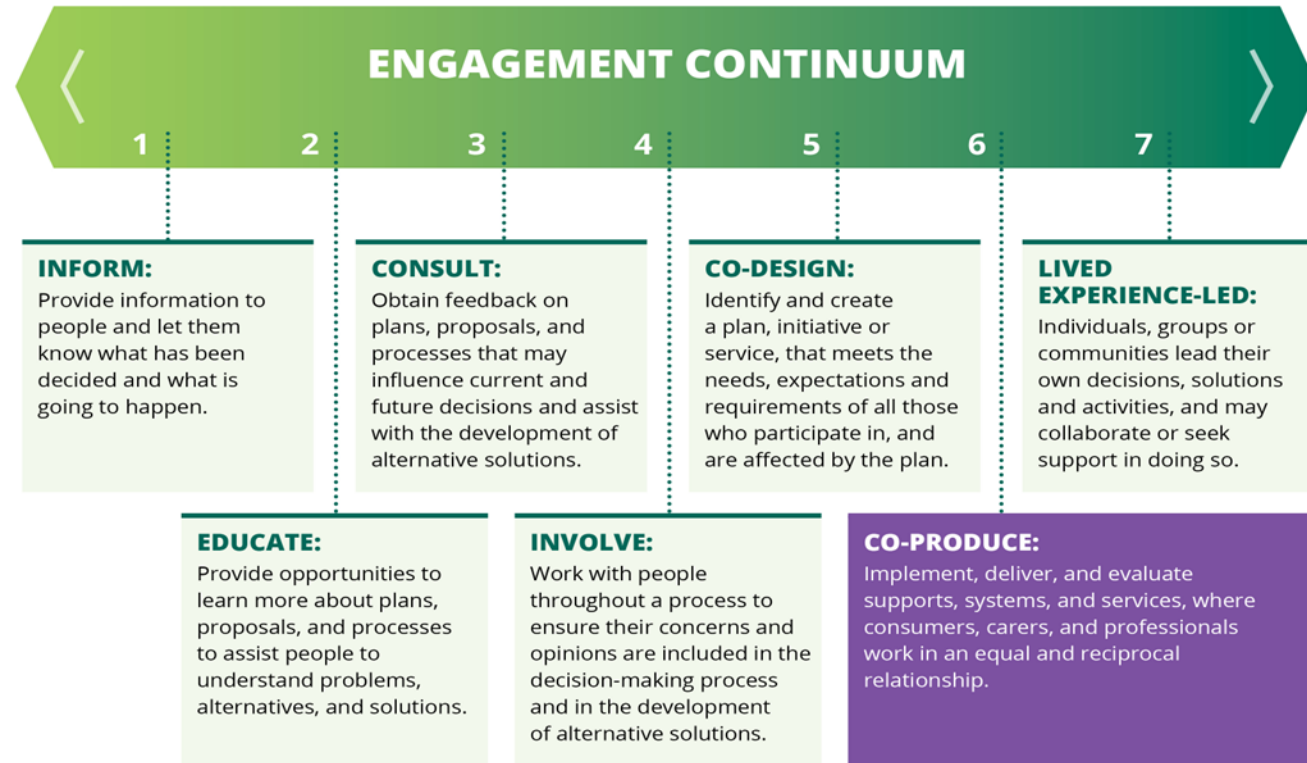 ENGAGEMENT CONTINUUM
1
2
3
4
5
6
7
INFORM:
Provide information to
people and let them
know what has been
decided and what is
going to happen.
CONSULT:
Obtain feedback on
plans, proposals, and
processes that may
influence current and
future decisions and assist
with the development of
alternative solutions.
CO-DESIGN:
Identify and create
a plan, initiative or
service, that meets the
needs, expectations and
requirements of all those
who participate in, and
are affected by the plan.
LIVED
EXPERIENCE-LED:
Individuals, groups or
communities lead their
own decisions, solutions
and activities, and may
collaborate or seek
support in doing so.
EDUCATE:
Provide opportunities to
learn more about plans,
proposals, and processes
to assist people to
understand problems,
alternatives, and solutions.
INVOLVE:
Work with people
throughout a process to
ensure their concerns and
opinions are included in the
decision-making process
and in the development
of alternative solutions.
CO-PRODUCE:
Implement, deliver, and evaluate
supports, systems, and services, where
consumers, carers, and professionals
work in an equal and reciprocal
relationship.